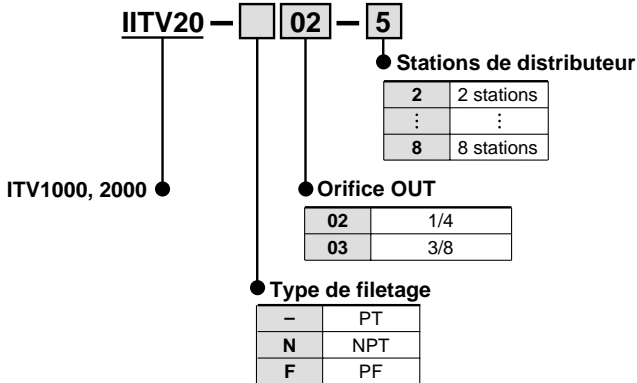 IITV20 – 02 – 5
Stations de distributeur
2 2 stations
⋮ ⋮
8 8 stations
ITV1000, 2000
Orifice OUT
02 1/4
03 3/8
Type de filetage
– PT
N NPT
F PF